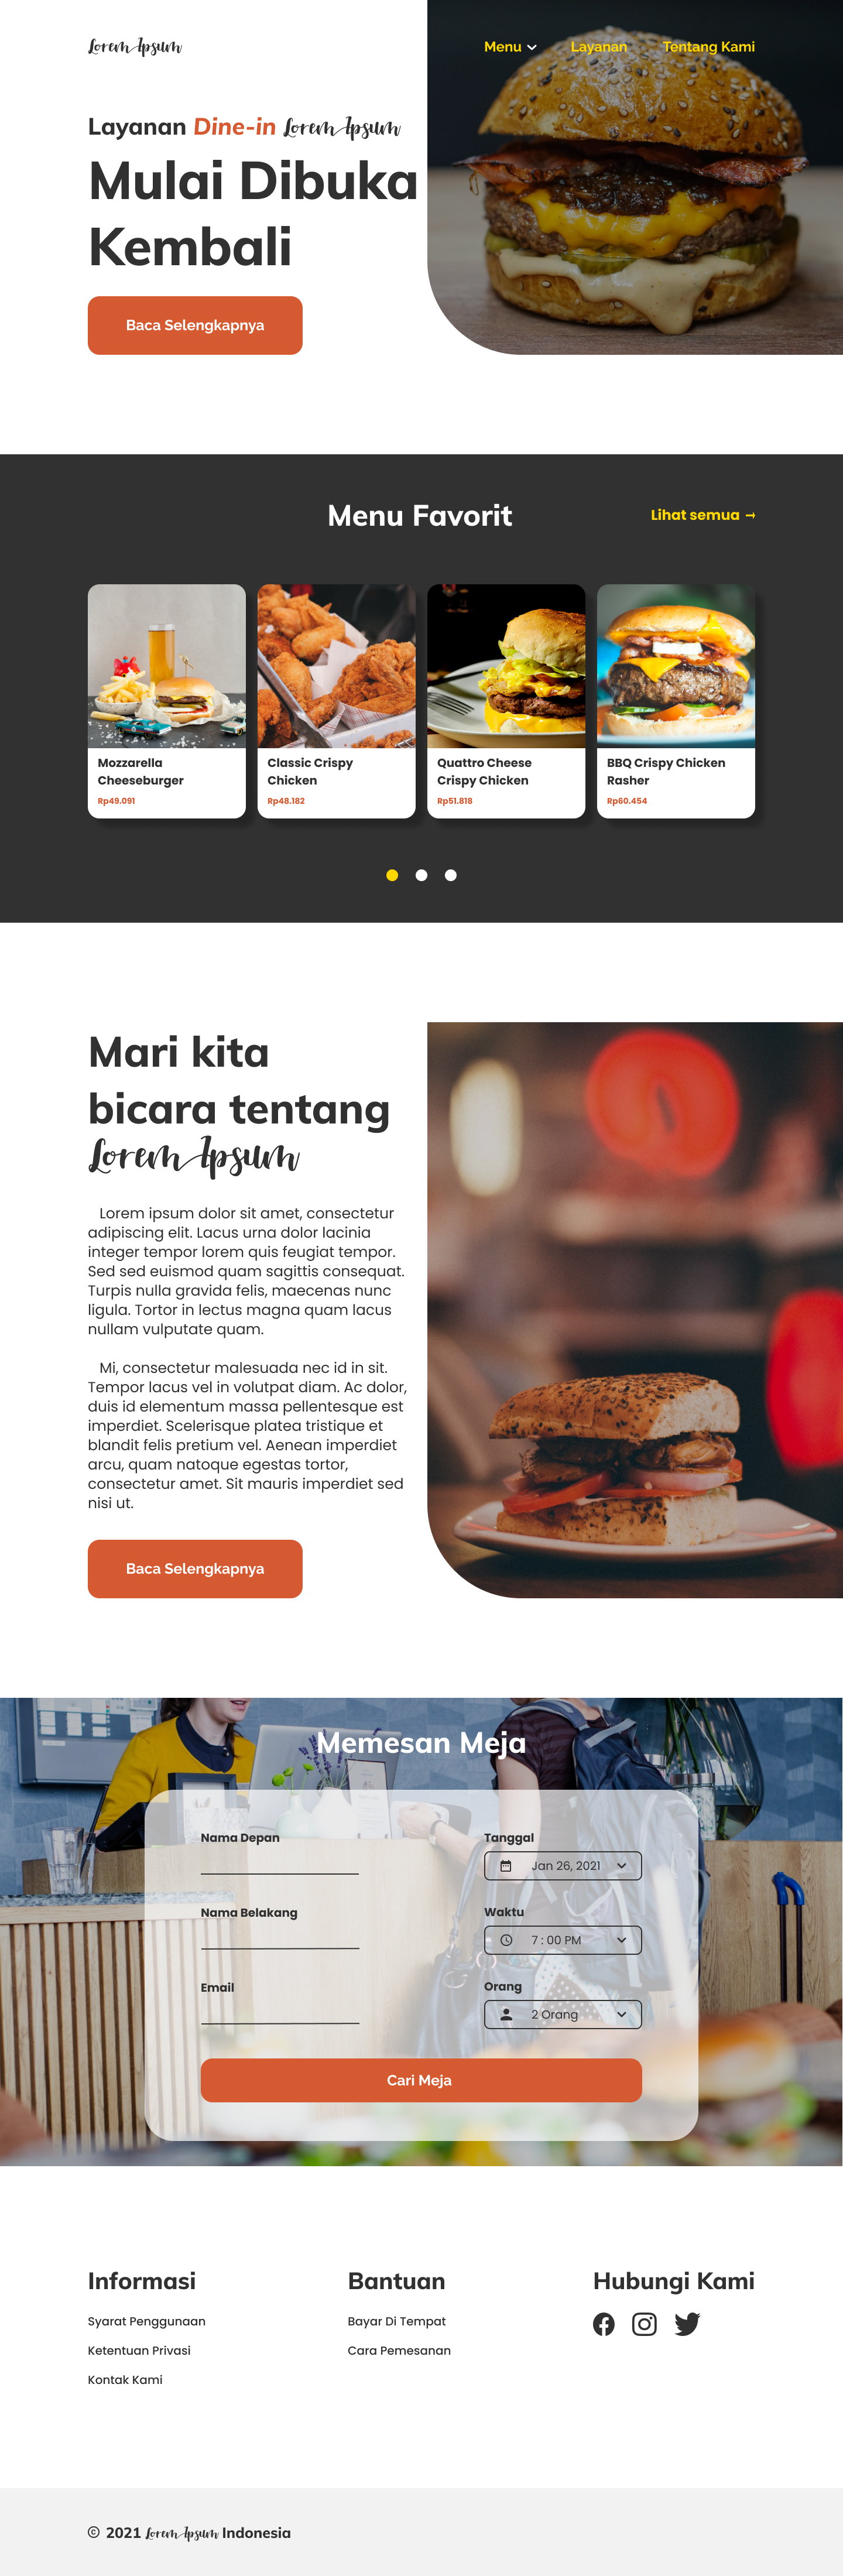 Lorem Ipsum
Menu
Layanan
Tentang Kami
Layanan Dine-in Lorem Ipsum
Mulai Dibuka
Kembali
Baca Selengkapnya
Menu Favorit
Lihat semua →
Mozzarella
Cheeseburger
Rp49.091
Classic Crispy
Chicken
Rp48.182
Quattro Cheese
Crispy Chicken
Rp51.818
BBQ Crispy Chicken
Rasher
Rp60.454
Mari kita
bicara tentang
Lorem Ipsum
Lorem ipsum dolor sit amet, consectetur
adipiscing elit. Lacus urna dolor lacinia
integer tempor lorem quis feugiat tempor.
Sed sed euismod quam sagittis consequat.
Turpis nulla gravida felis, maecenas nunc
ligula. Tortor in lectus magna quam lacus
nullam vulputate quam.
Mi, consectetur malesuada nec id in sit.
Tempor lacus vel in volutpat diam. Ac dolor,
duis id elementum massa pellentesque est
imperdiet. Scelerisque platea tristique et
blandit felis pretium vel. Aenean imperdiet
arcu, quam natoque egestas tortor,
consectetur amet. Sit mauris imperdiet sed
nisi ut.
Baca Selengkapnya
Memesan Meja
Nama Depan
Nama Belakang
Email
Tanggal
Jan 26, 2021
Waktu
7 : 00 PM
Orang
2 Orang
Cari Meja
Informasi
Syarat Penggunaan
Ketentuan Privasi
Kontak Kami
Bantuan
Bayar Di Tempat
Cara Pemesanan
Hubungi Kami
© 2021 Lorem Ipsum Indonesia